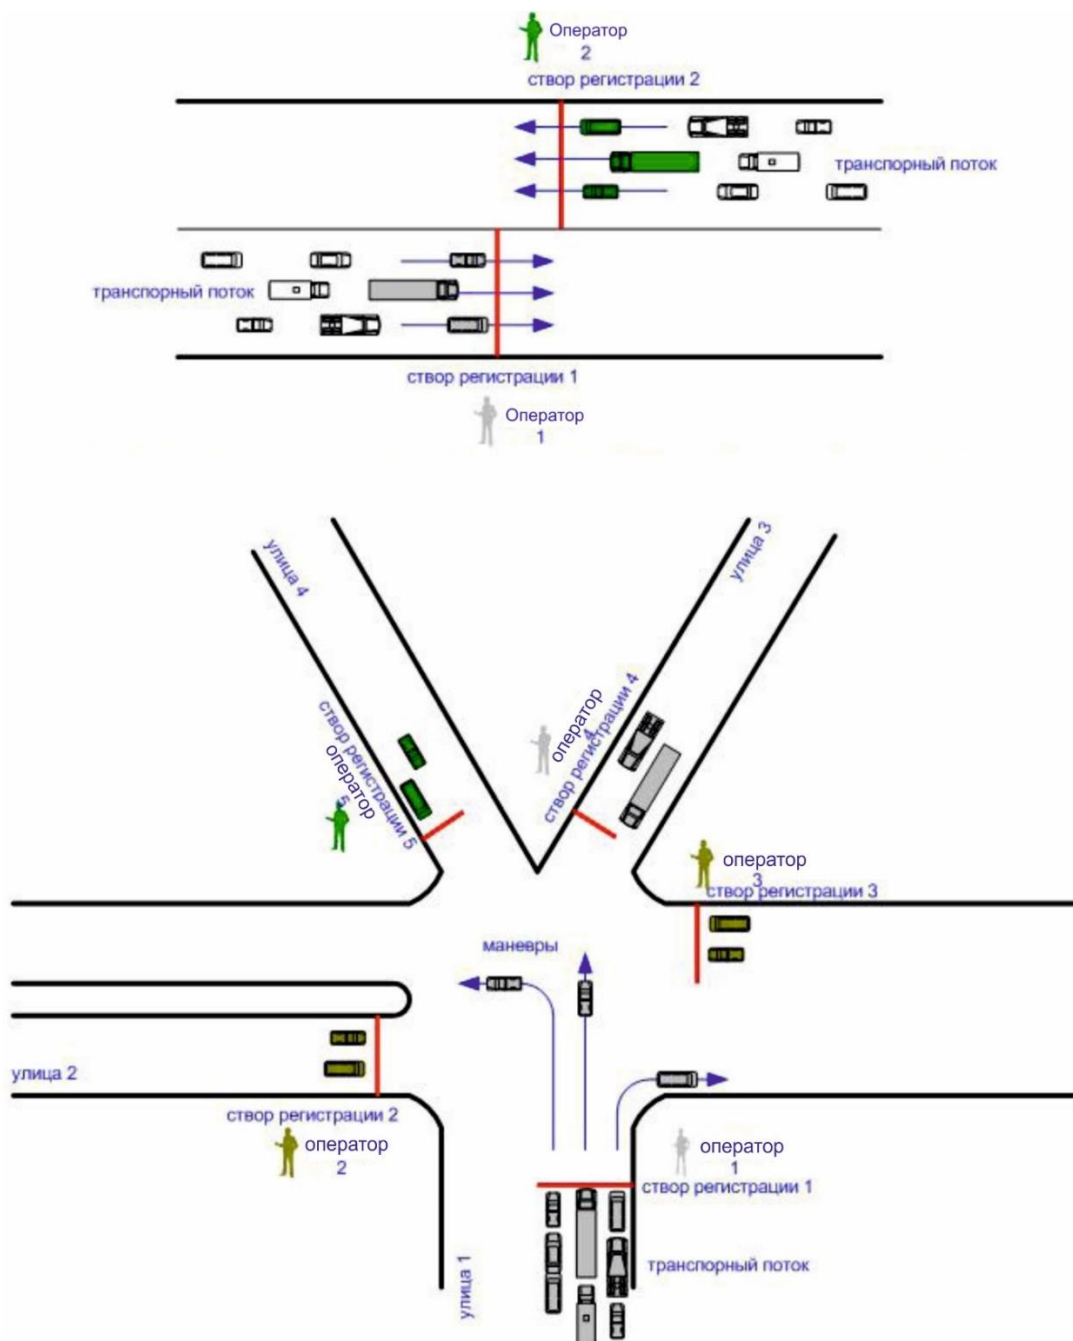 Оператор
2
створ регистрации 2
транспорный поток
транспорный поток
створ регистрации 1
Оператор
1
улица 4
улица 3
створ регистрации 5
оператор
5
оператор
4
створ регистрации 4
оператор
3
створ регистрации 3
маневры
улица 2
створ регистрации 2
оператор
2
оператор
1
створ регистрации 1
улица 1
транспорный поток